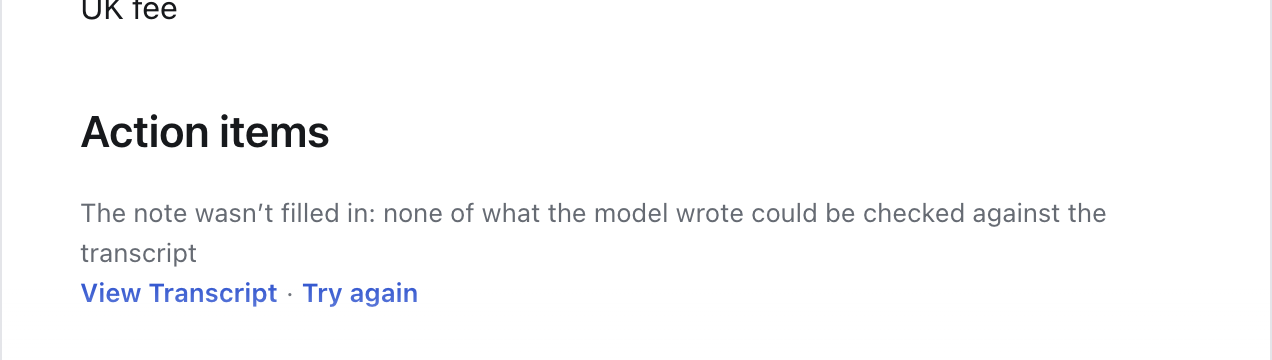 UK fee
Action items
The note wasn’t filled in: none of what the model wrote could be checked against the
transcript
View Transcript · Try again